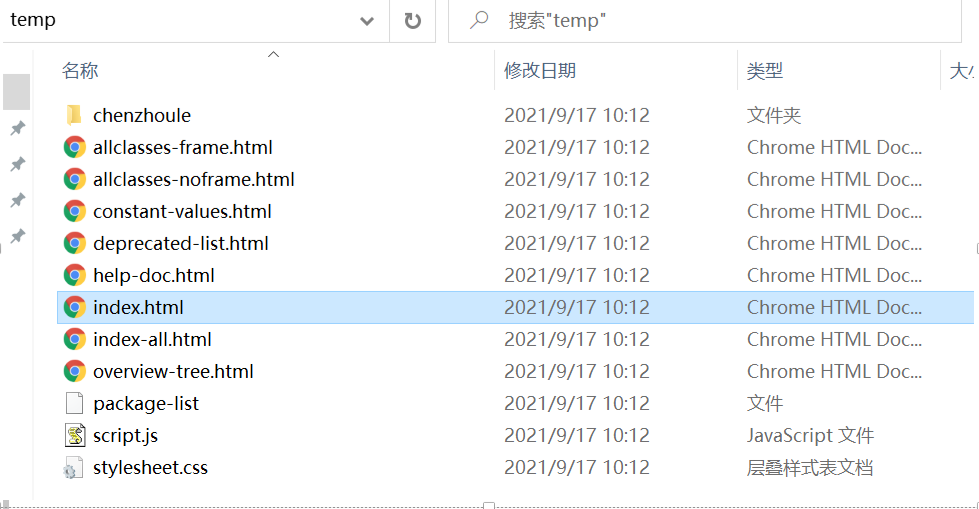 temp 搜索"temp"
名称 修改日期 类型 大小
chenzhoule 2021/9/17 10:12 文件夹
allclasses-frame.html 2021/9/17 10:12 Chrome HTML Doc...
allclasses-noframe.html 2021/9/17 10:12 Chrome HTML Doc...
constant-values.html 2021/9/17 10:12 Chrome HTML Doc...
deprecated-list.html 2021/9/17 10:12 Chrome HTML Doc...
help-doc.html 2021/9/17 10:12 Chrome HTML Doc...
index.html 2021/9/17 10:12 Chrome HTML Doc...
index-all.html 2021/9/17 10:12 Chrome HTML Doc...
overview-tree.html 2021/9/17 10:12 Chrome HTML Doc...
package-list 2021/9/17 10:12 文件
script.js 2021/9/17 10:12 JavaScript 文件
stylesheet.css 2021/9/17 10:12 层叠样式表文档